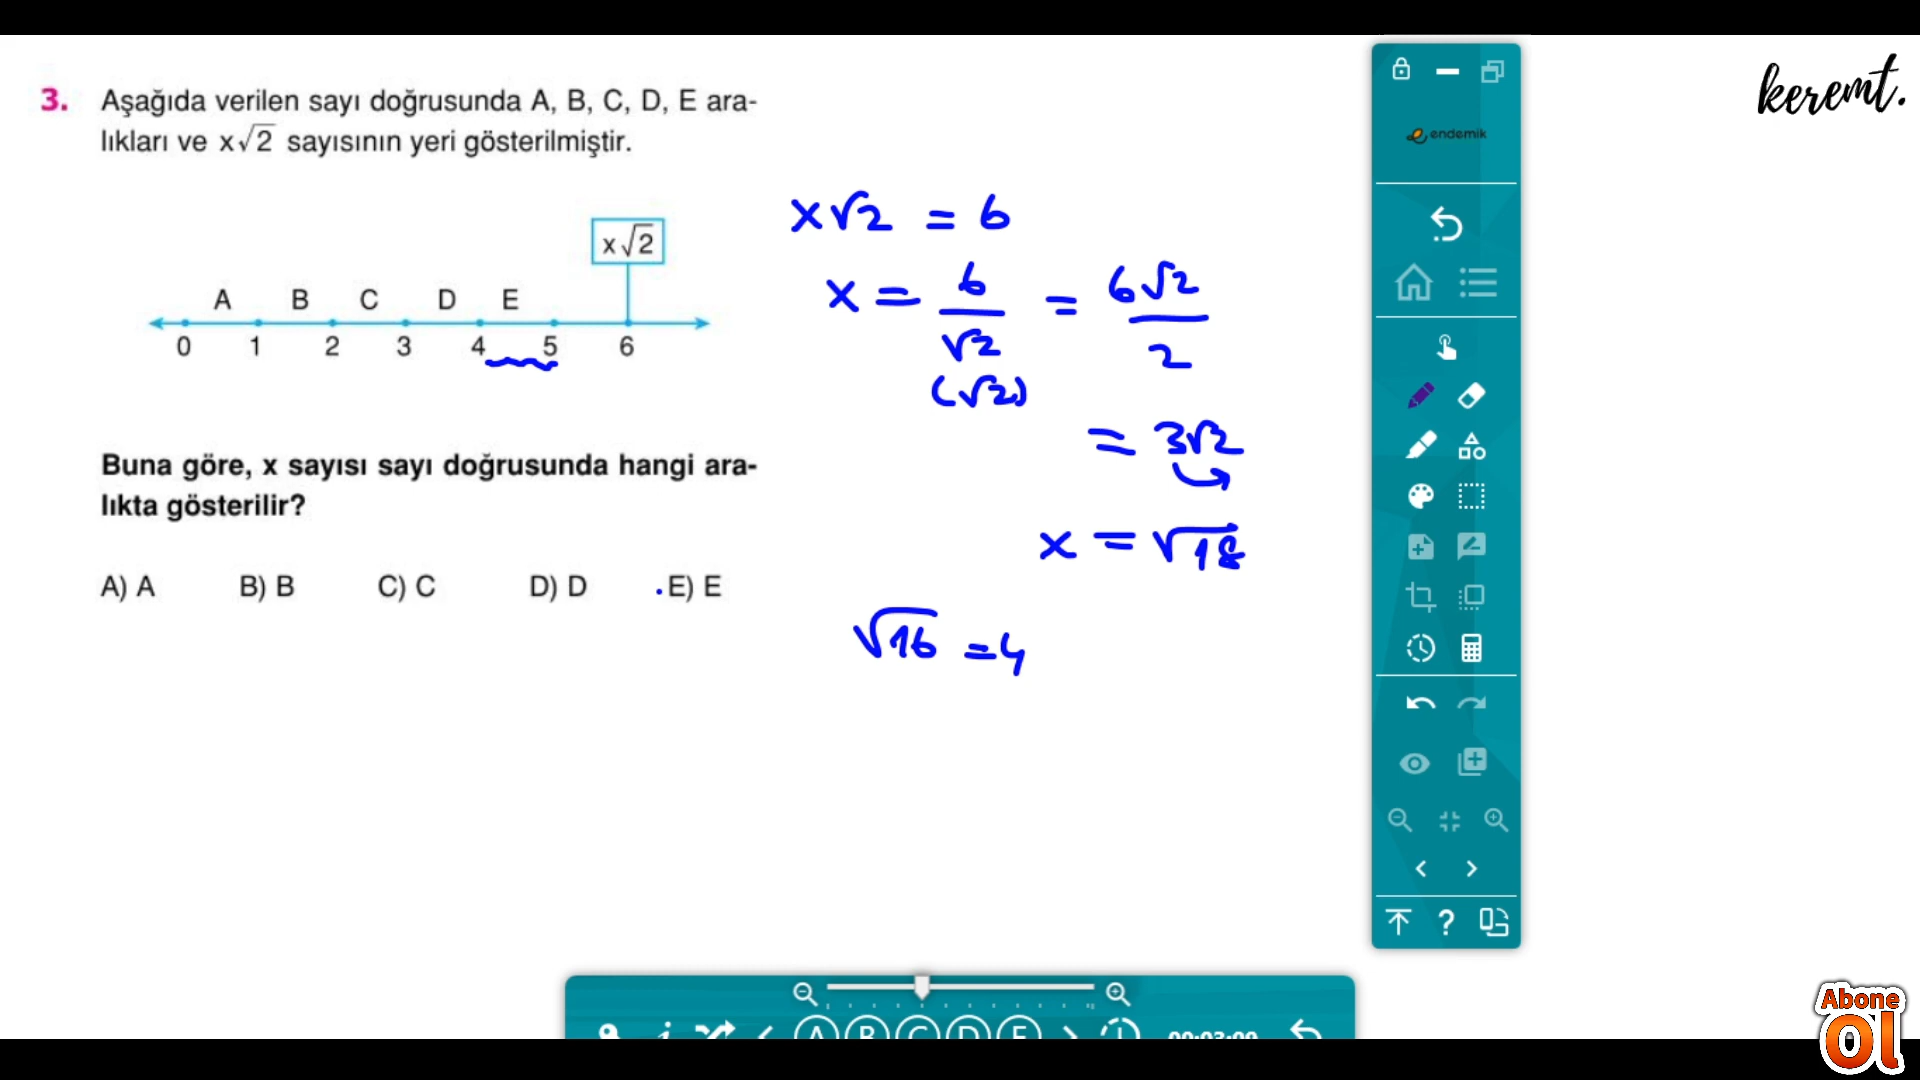 keremt.
3. Aşağıda verilen sayı doğrusunda A, B, C, D, E ara-
lıkları ve x√2 sayısının yeri gösterilmiştir.
x√2
A B C D E
0 1 2 3 4 5 6
Buna göre, x sayısı sayı doğrusunda hangi ara-
lıkta gösterilir?
A) A B) B C) C D) D E) E
x√2 = 6
x = 6/√2 = 6√2/2
(√2)
= 3√2
x = √18
√16 = 4
endemik
?
A B C D E
Abone
Ol